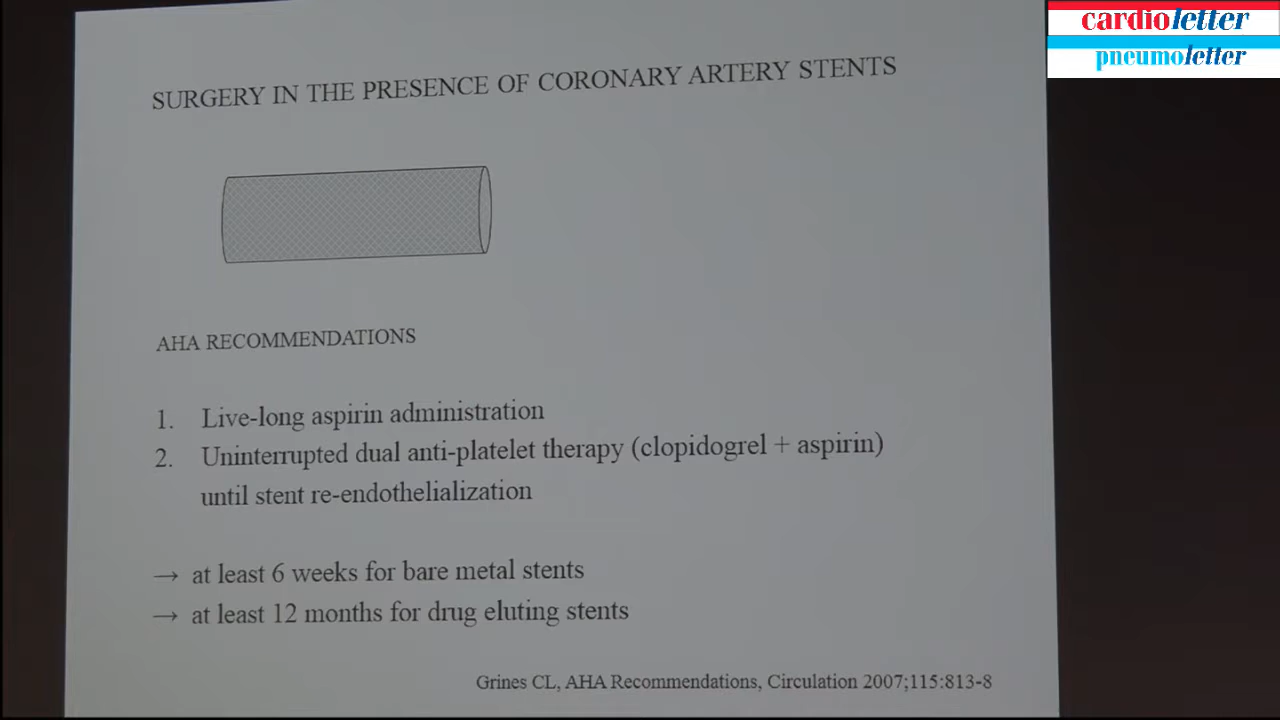 cardioletter
pneumoletter
SURGERY IN THE PRESENCE OF CORONARY ARTERY STENTS
AHA RECOMMENDATIONS
1. Live-long aspirin administration
2. Uninterrupted dual anti-platelet therapy (clopidogrel + aspirin)
until stent re-endothelialization
→ at least 6 weeks for bare metal stents
→ at least 12 months for drug eluting stents
Grines CL, AHA Recommendations, Circulation 2007;115:813-8